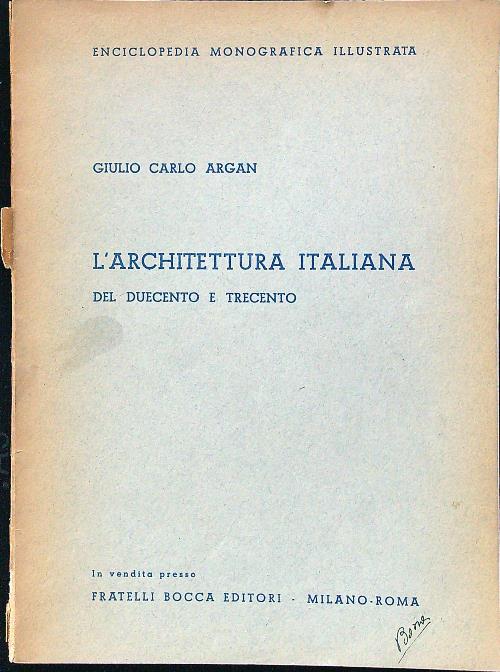 ENCICLOPEDIA MONOGRAFICA ILLUSTRATA
GIULIO CARLO ARGAN
L'ARCHITETTURA ITALIANA
DEL DUECENTO E TRECENTO
In vendita presso
FRATELLI BOCCA EDITORI - MILANO-ROMA